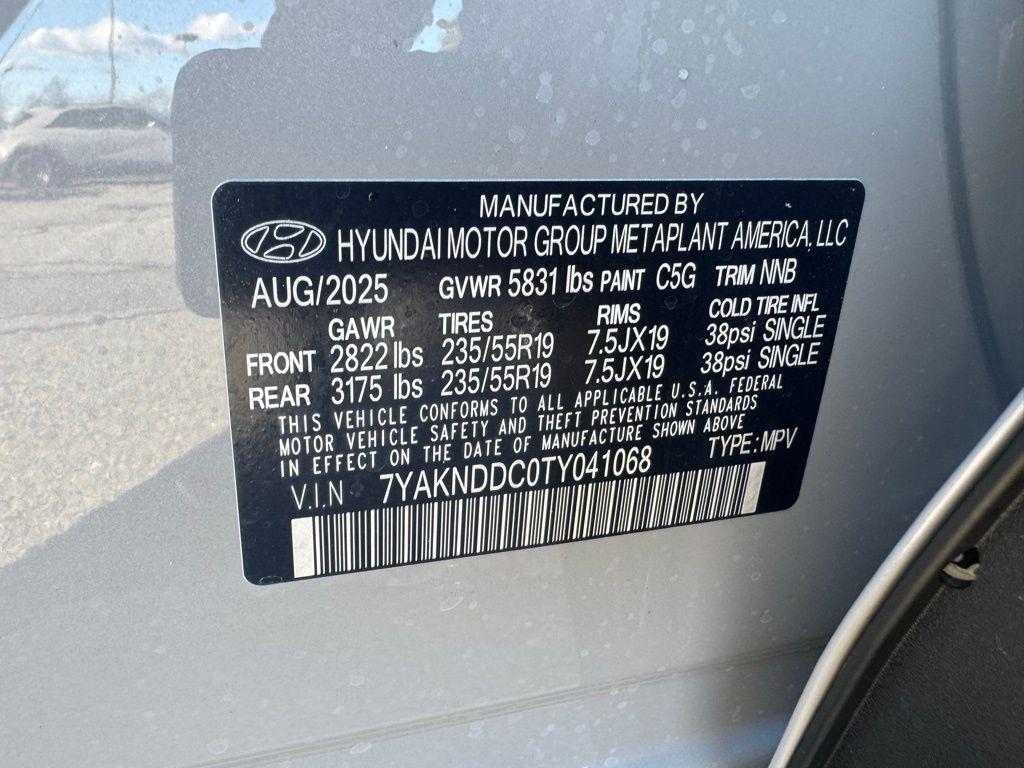 MANUFACTURED BY
HYUNDAI MOTOR GROUP METAPLANT AMERICA, LLC
AUG/2025 GVWR 5831 lbs PAINT C5G TRIM NNB
GAWR TIRES RIMS COLD TIRE INFL
FRONT 2822 lbs 235/55R19 7.5JX19 38psi SINGLE
REAR 3175 lbs 235/55R19 7.5JX19 38psi SINGLE
THIS VEHICLE CONFORMS TO ALL APPLICABLE U.S.A. FEDERAL
MOTOR VEHICLE SAFETY AND THEFT PREVENTION STANDARDS
IN EFFECT ON THE DATE OF MANUFACTURE SHOWN ABOVE
V.I.N 7YAKNDDC0TY041068 TYPE: MPV